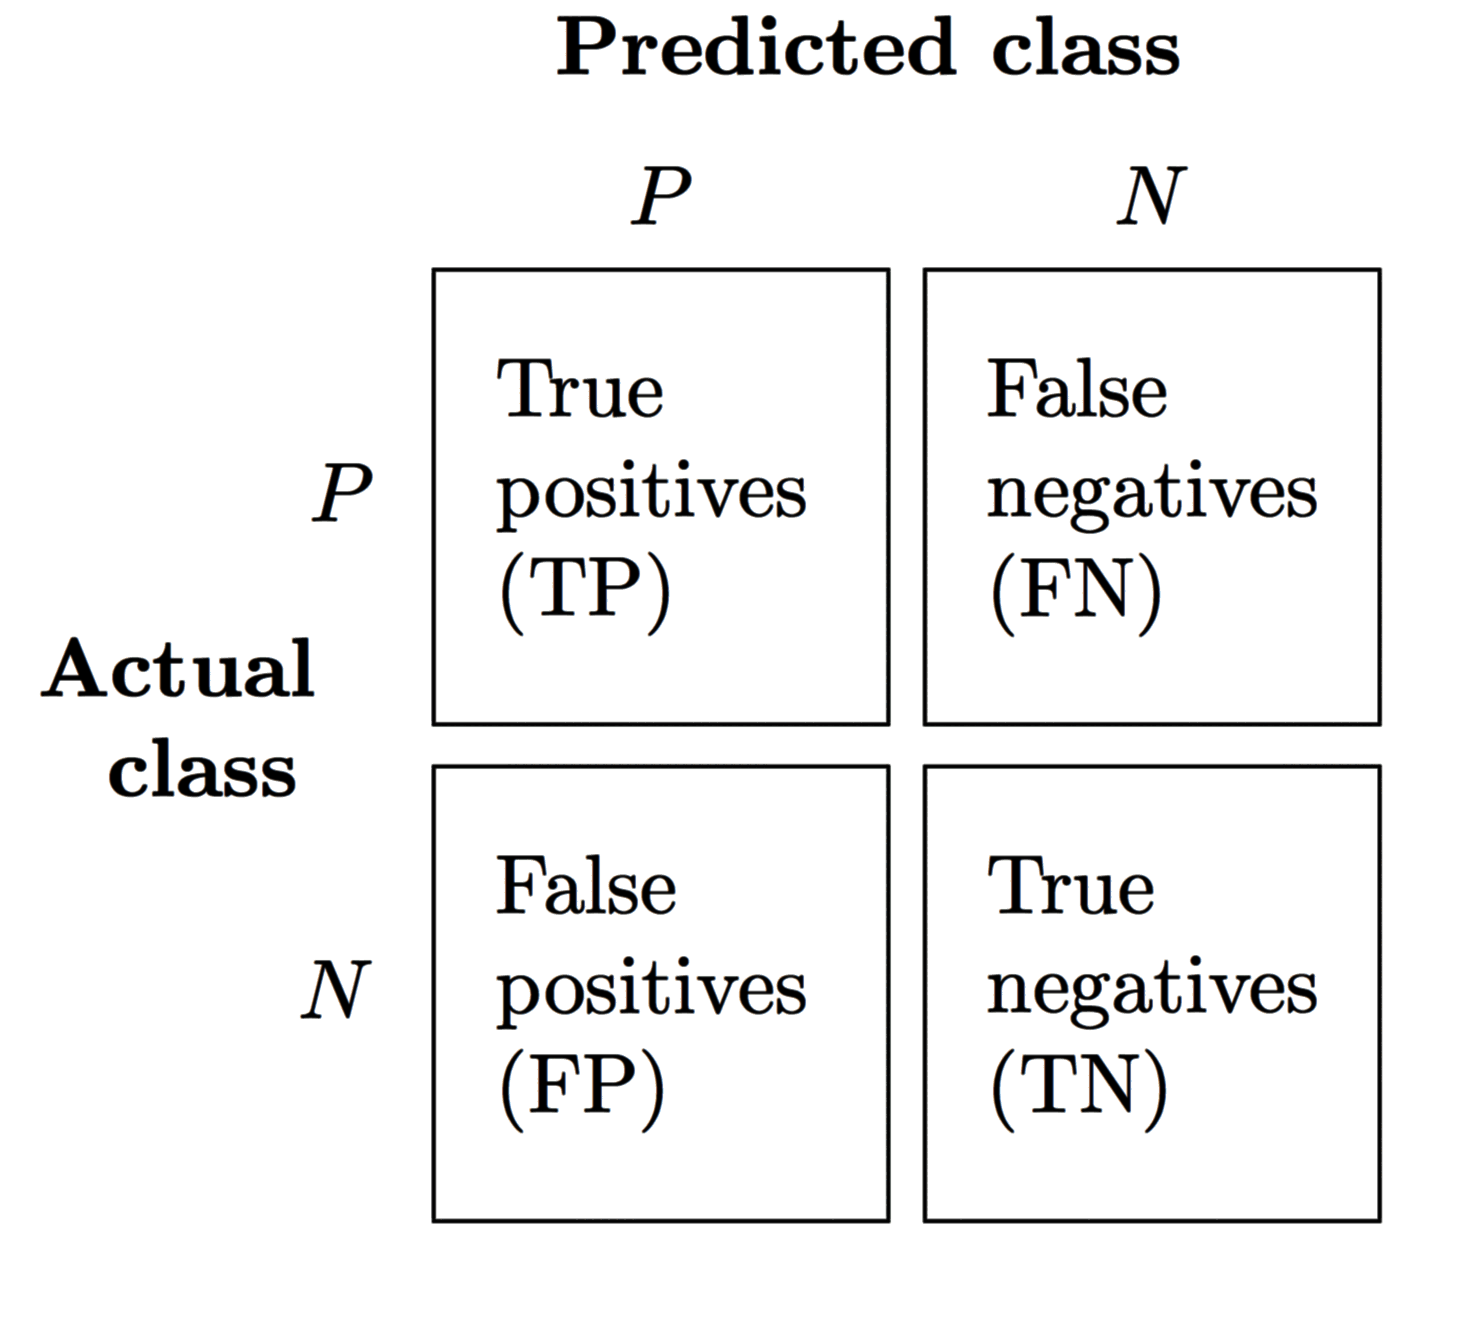 Predicted class
P N
P
True
positives
(TP)
False
negatives
(FN)
Actual
class
N
False
positives
(FP)
True
negatives
(TN)